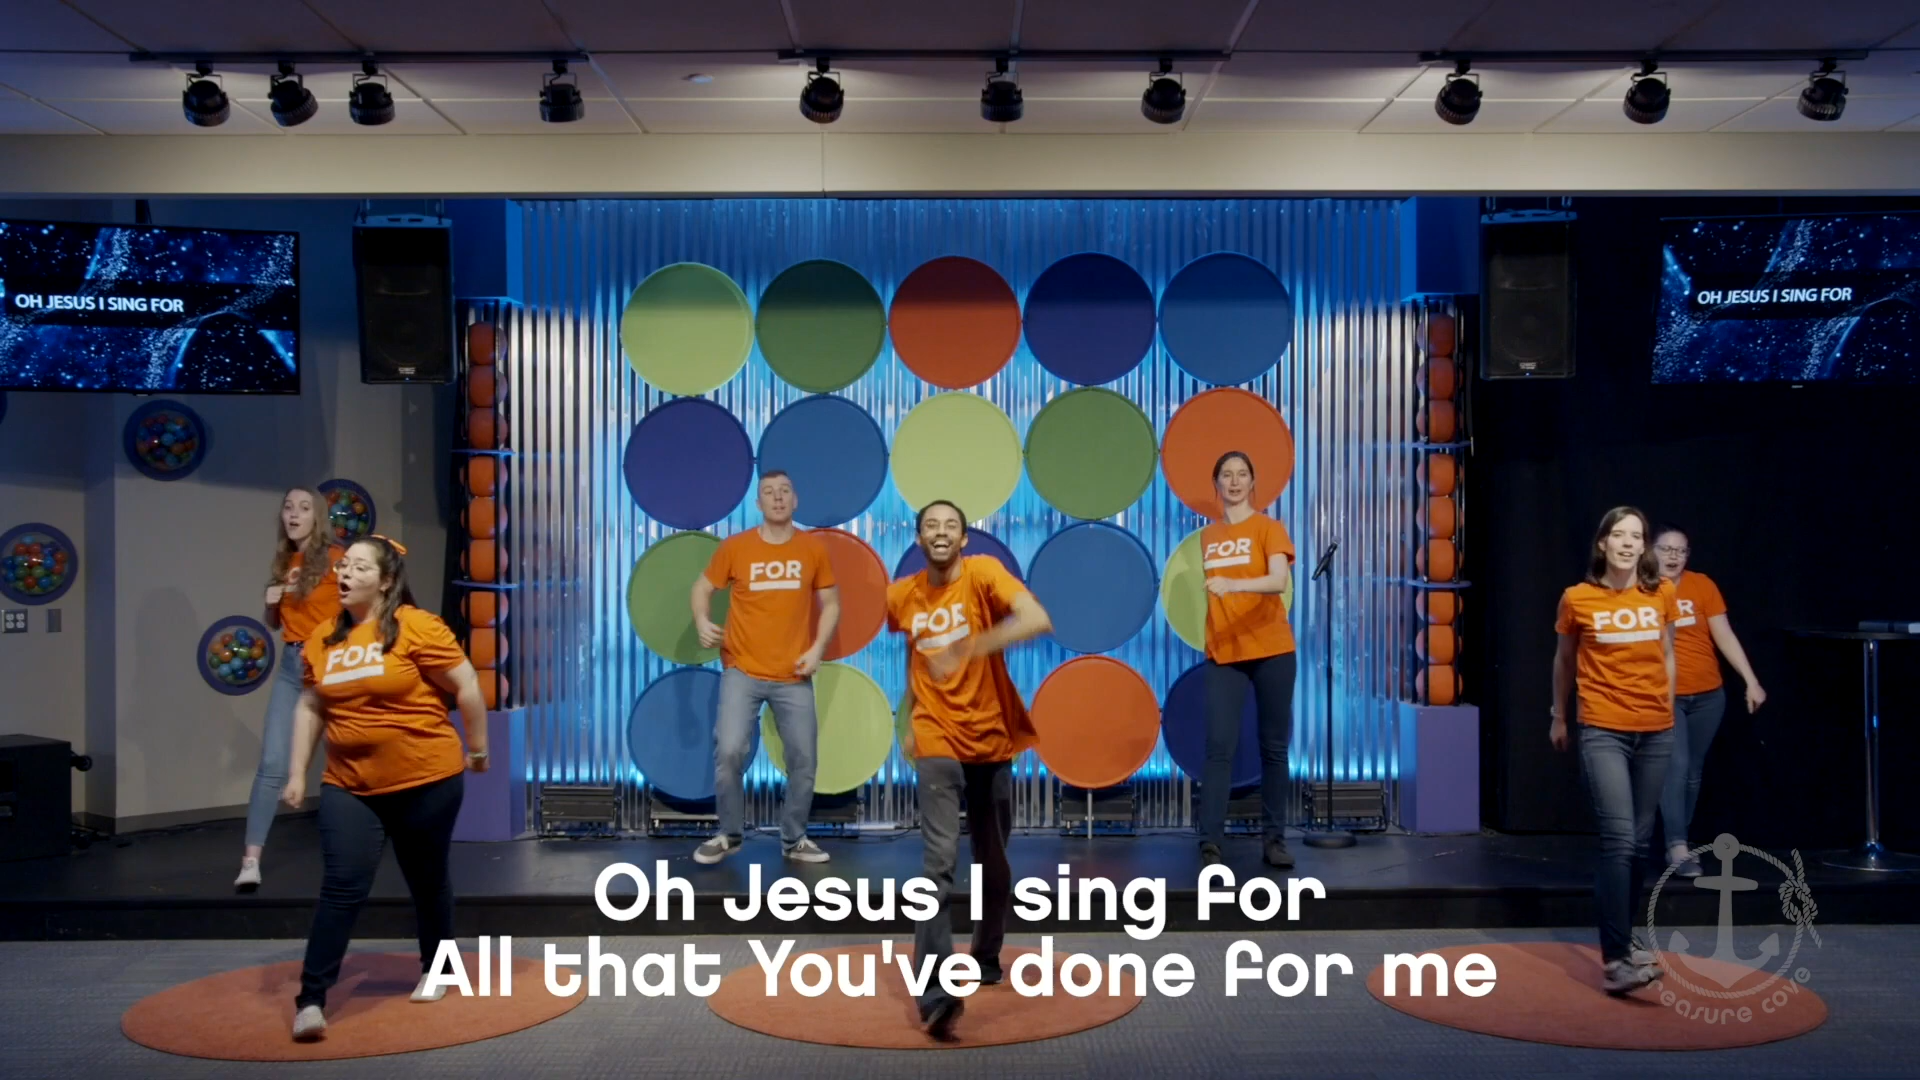 OH JESUS I SING FOR
OH JESUS I SING FOR
FOR
FOR
FOR
FOR
FOR
Oh Jesus I sing for
All that You've done for me
treasure cove